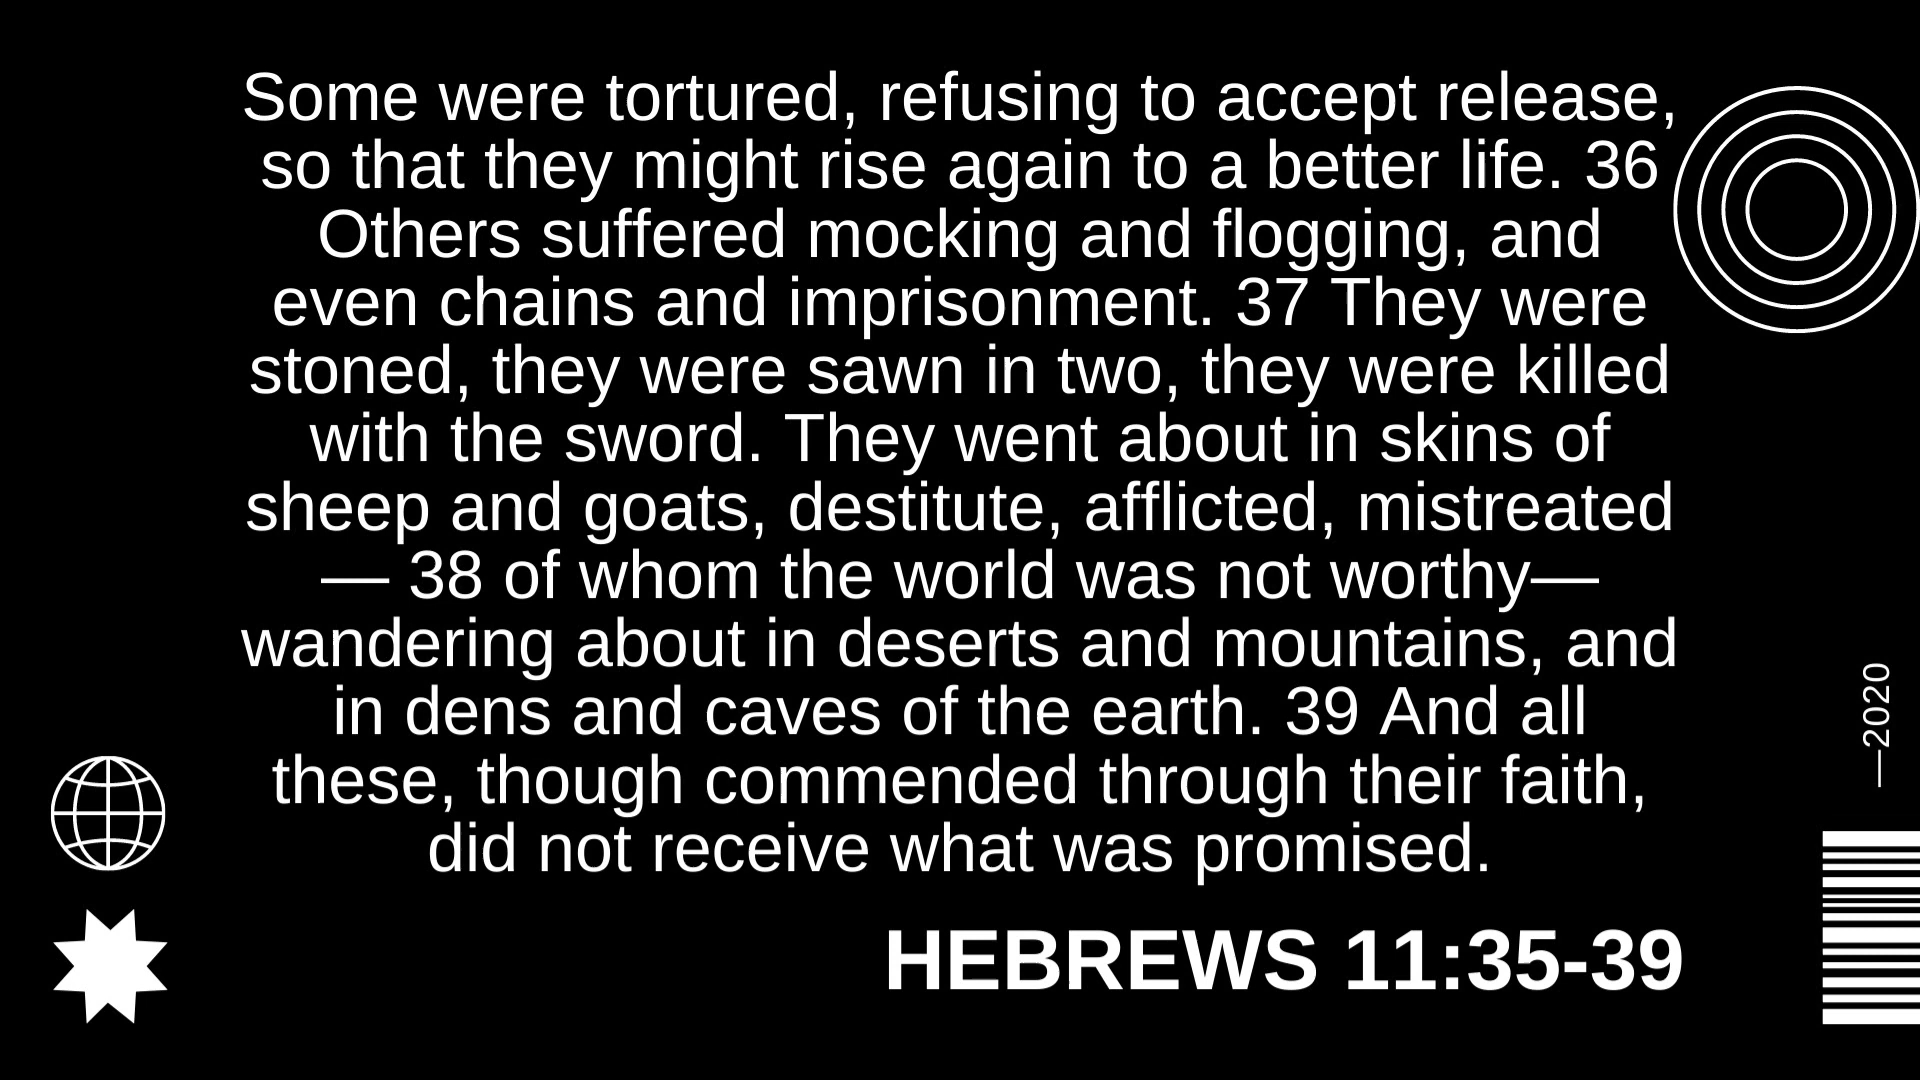 Some were tortured, refusing to accept release,
so that they might rise again to a better life. 36
Others suffered mocking and flogging, and
even chains and imprisonment. 37 They were
stoned, they were sawn in two, they were killed
with the sword. They went about in skins of
sheep and goats, destitute, afflicted, mistreated
— 38 of whom the world was not worthy—
wandering about in deserts and mountains, and
in dens and caves of the earth. 39 And all
these, though commended through their faith,
did not receive what was promised.
HEBREWS 11:35-39
—2020